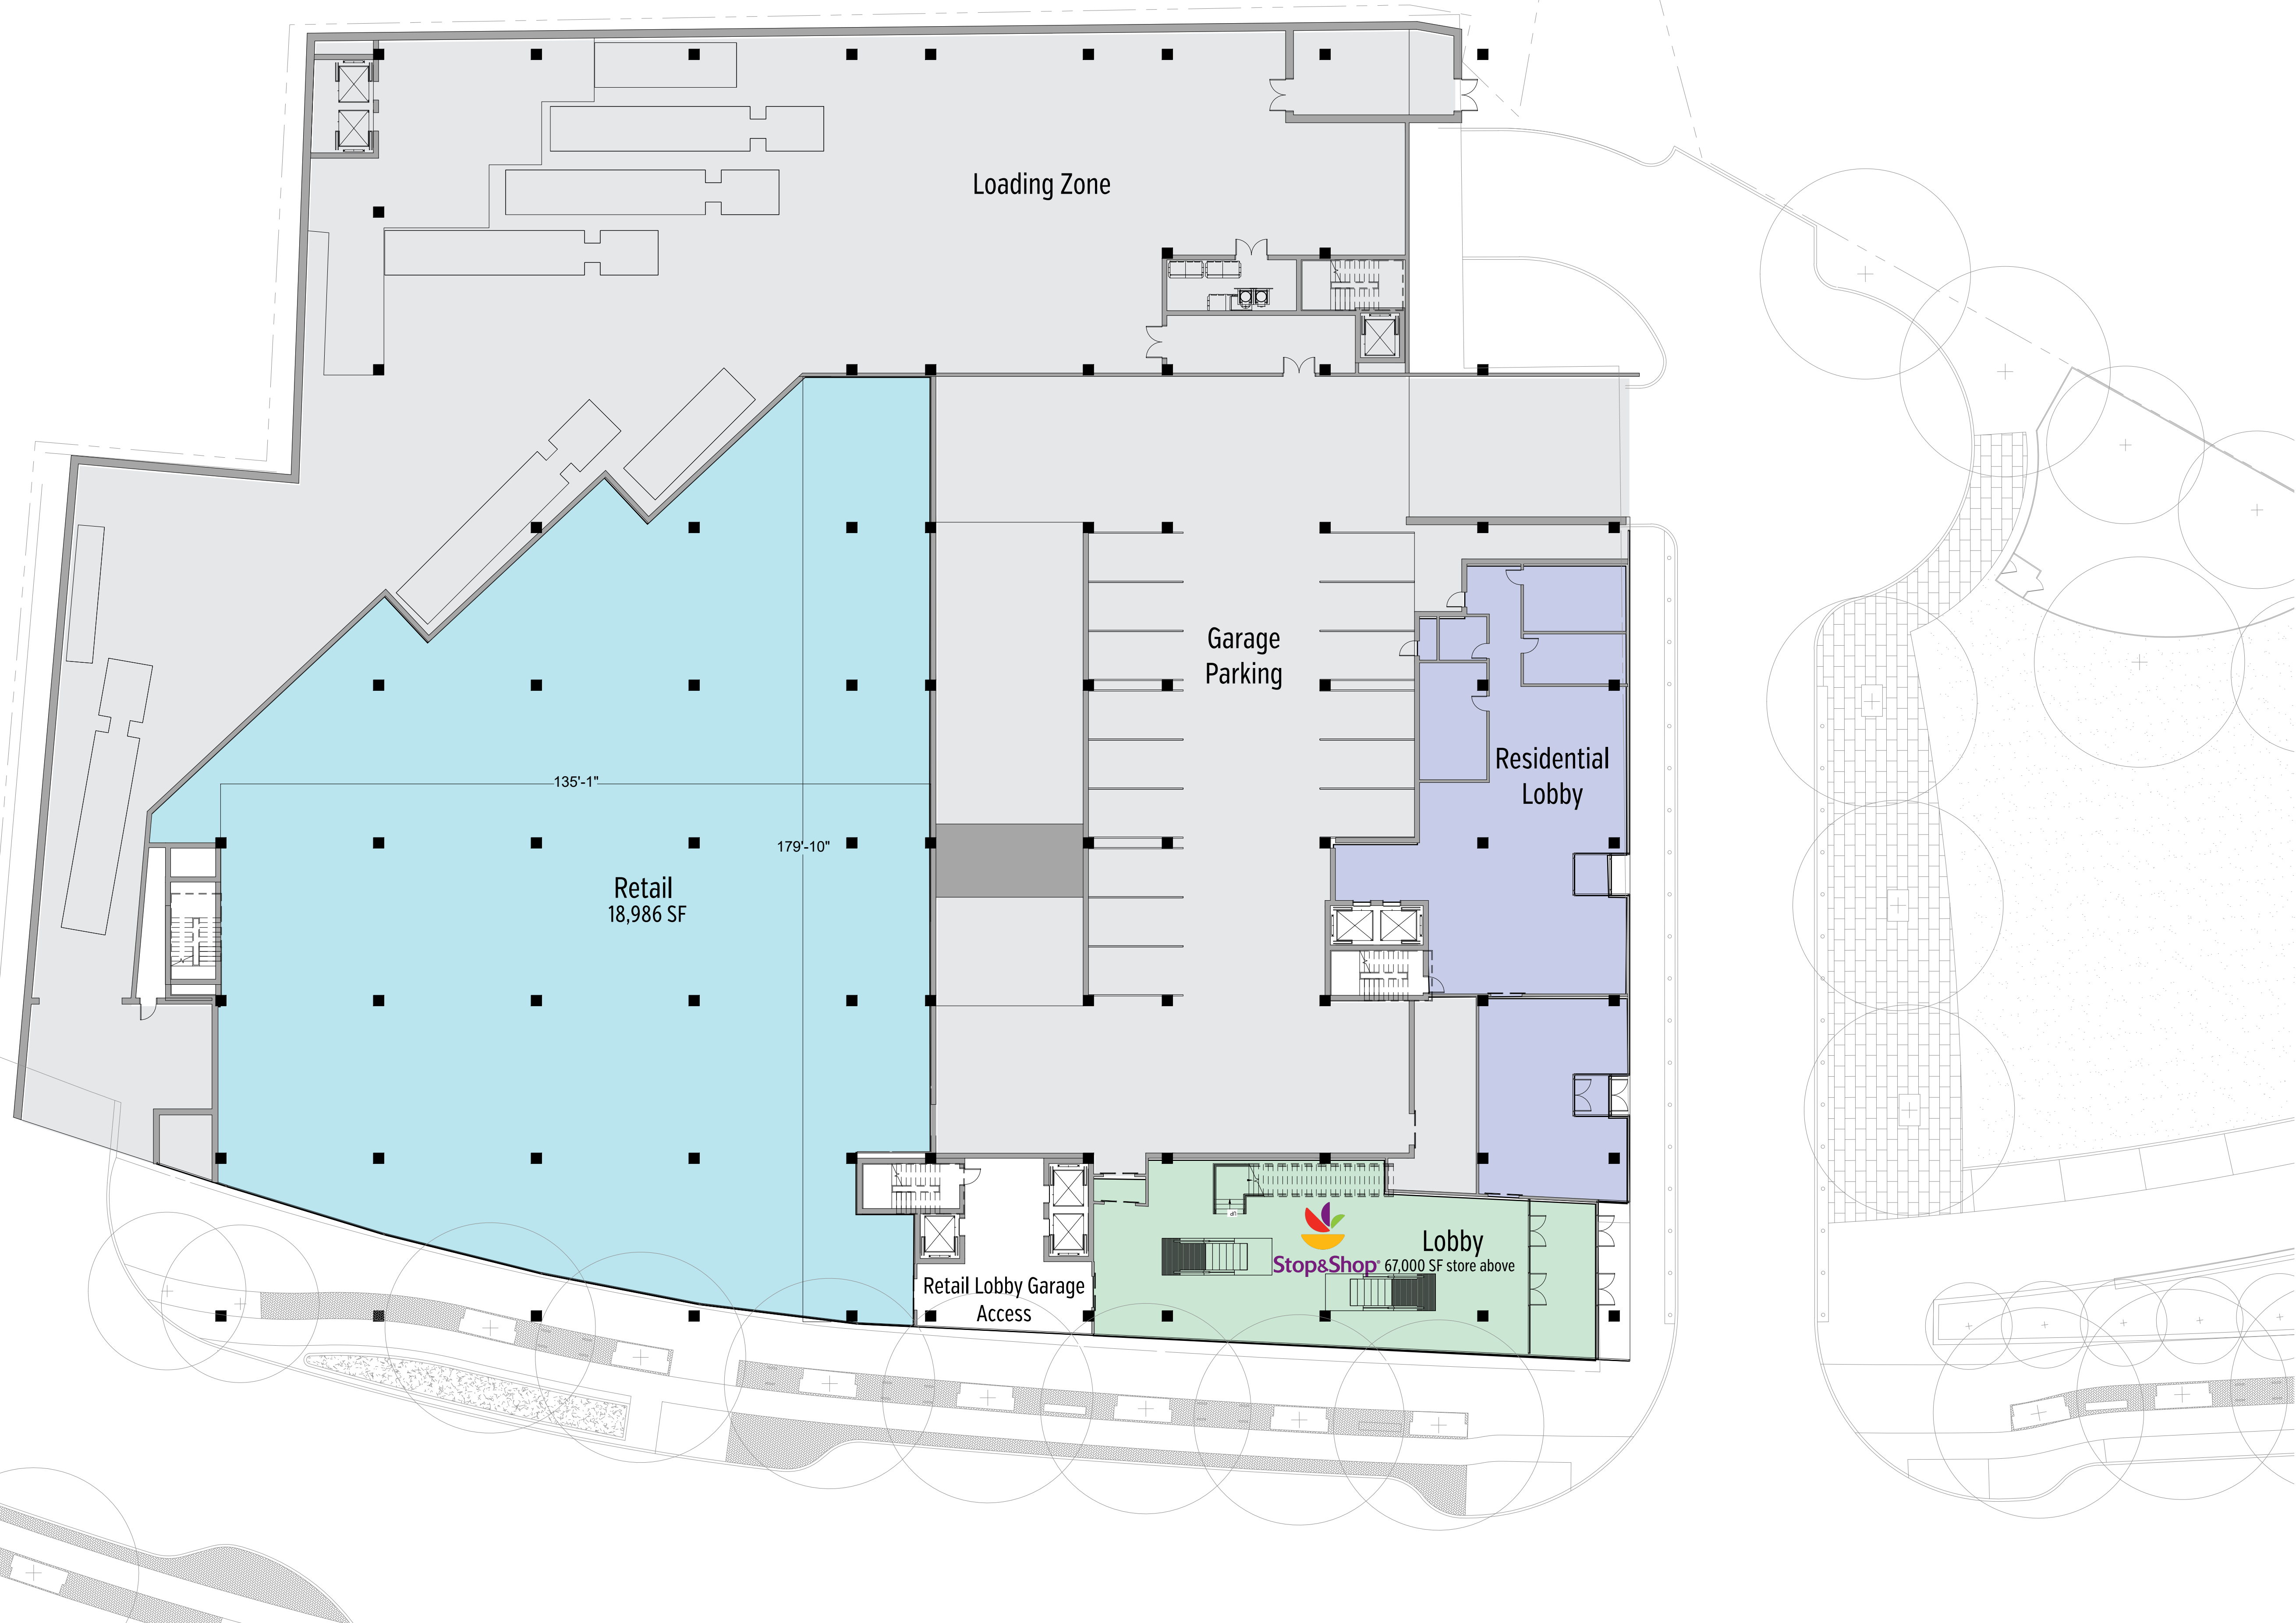 Loading Zone
Garage
Parking
Residential
Lobby
135'-1"
179'-10"
Retail
18,986 SF
UP
Stop&Shop®
Lobby
67,000 SF store above
Retail Lobby Garage
Access